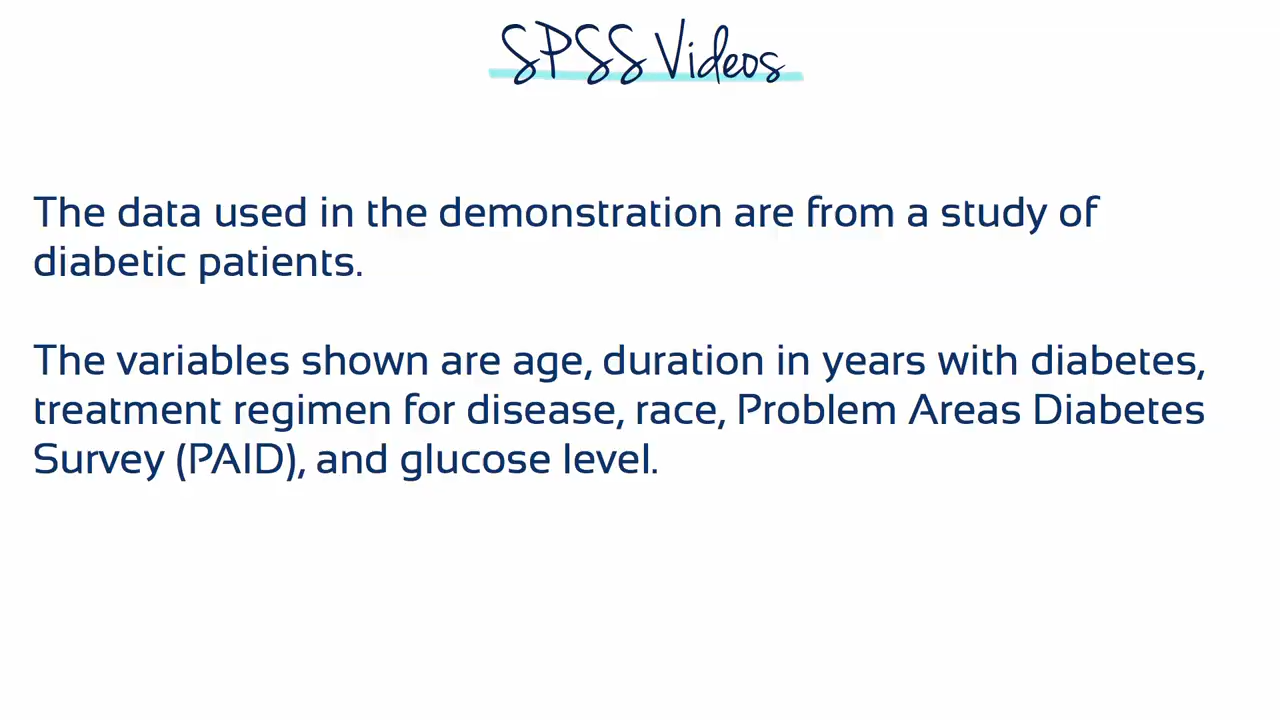 SPSS Videos
The data used in the demonstration are from a study of
diabetic patients.
The variables shown are age, duration in years with diabetes,
treatment regimen for disease, race, Problem Areas Diabetes
Survey (PAID), and glucose level.